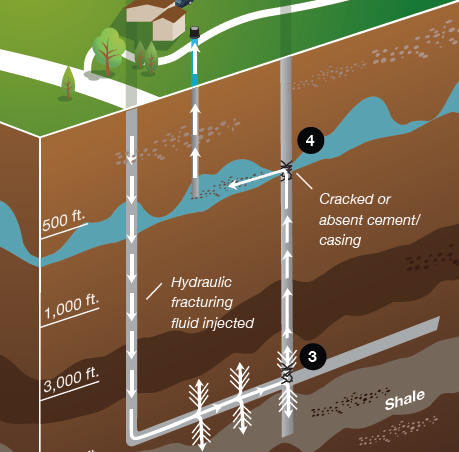 4
Cracked or
absent cement/
casing
500 ft.
Hydraulic
fracturing
fluid injected
1,000 ft.
3
3,000 ft.
Shale